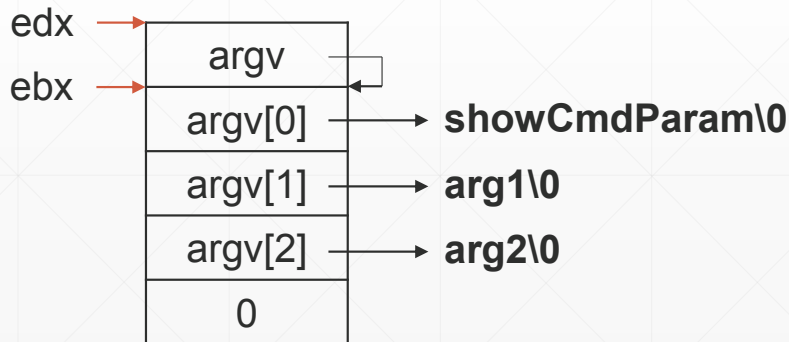 edx
argv
ebx
argv[0] showCmdParam\0
argv[1] arg1\0
argv[2] arg2\0
0